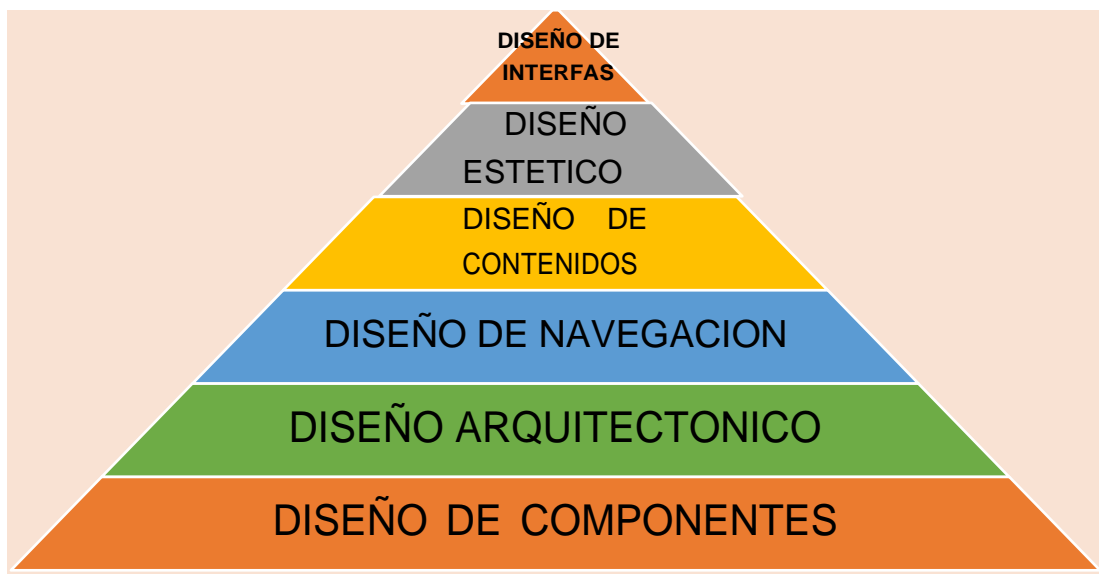 DISEÑO DE
INTERFAS
DISEÑO
ESTETICO
DISEÑO DE
CONTENIDOS
DISEÑO DE NAVEGACION
DISEÑO ARQUITECTONICO
DISEÑO DE COMPONENTES